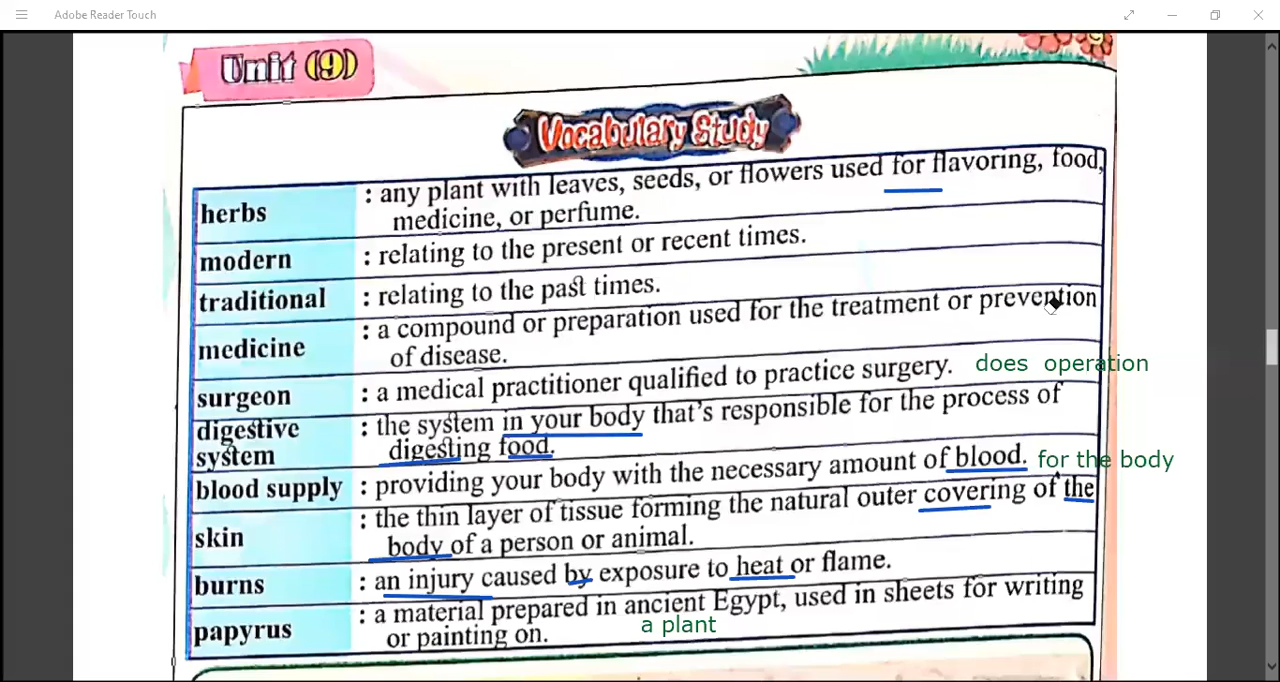 Adobe Reader Touch
Unit (9)
Vocabulary Study
herbs : any plant with leaves, seeds, or flowers used for flavoring, food,
medicine, or perfume.
modern : relating to the present or recent times.
traditional : relating to the past times.
medicine : a compound or preparation used for the treatment or prevention
of disease.
surgeon : a medical practitioner qualified to practice surgery. does operation
digestive : the system in your body that's responsible for the process of
system digesting food.
blood supply : providing your body with the necessary amount of blood. for the body
skin : the thin layer of tissue forming the natural outer covering of the
body of a person or animal.
burns : an injury caused by exposure to heat or flame.
papyrus : a material prepared in ancient Egypt, used in sheets for writing
or painting on. a plant